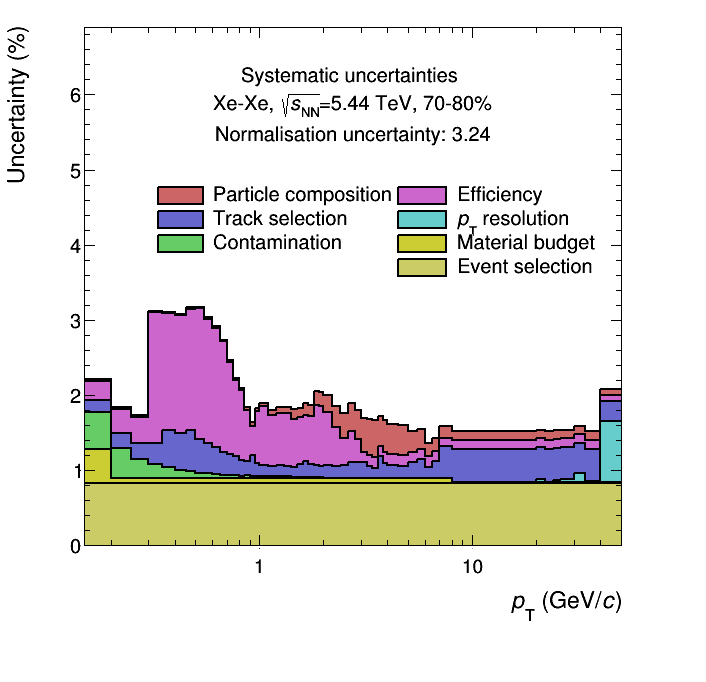 Uncertainty (%)
Systematic uncertainties
Xe-Xe, √sNN=5.44 TeV, 70-80%
Normalisation uncertainty: 3.24
Particle composition
Track selection
Contamination
Efficiency
pT resolution
Material budget
Event selection
6
5
4
3
2
1
0
1
10
pT (GeV/c)